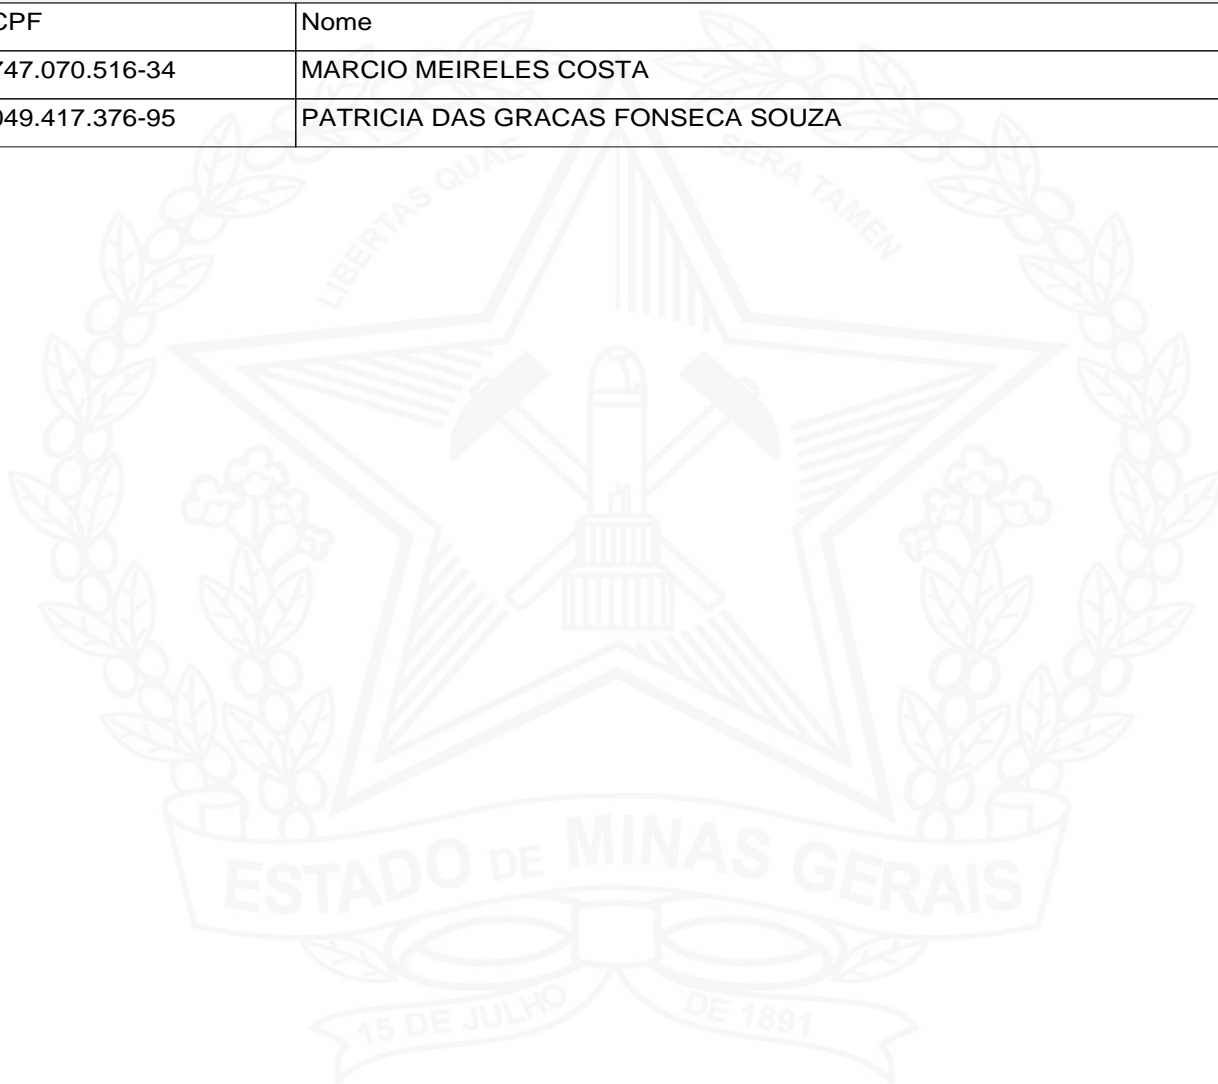 CPF Nome
747.070.516-34 MARCIO MEIRELES COSTA
049.417.376-95 PATRICIA DAS GRACAS FONSECA SOUZA
LIBERTAS QUAE SERA TAMEN
ESTADO DE MINAS GERAIS
15 DE JULHO DE 1891